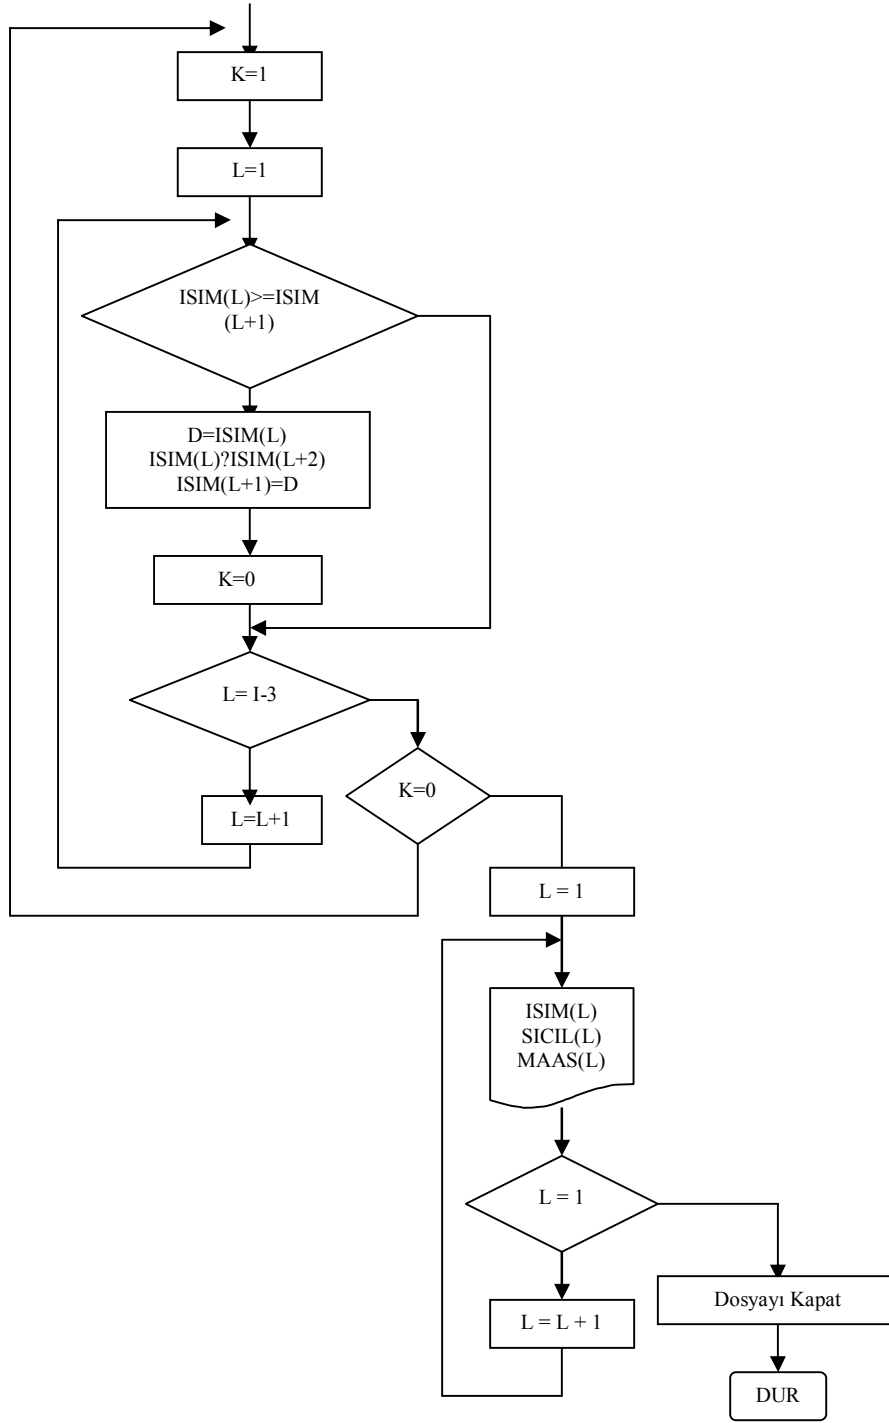 K=1
L=1
ISIM(L)>=ISIM
(L+1)
D=ISIM(L)
ISIM(L)?ISIM(L+2)
ISIM(L+1)=D
K=0
L= I-3
K=0
L=L+1
L = 1
ISIM(L)
SICIL(L)
MAAS(L)
L = 1
L = L + 1
Dosyayı Kapat
DUR